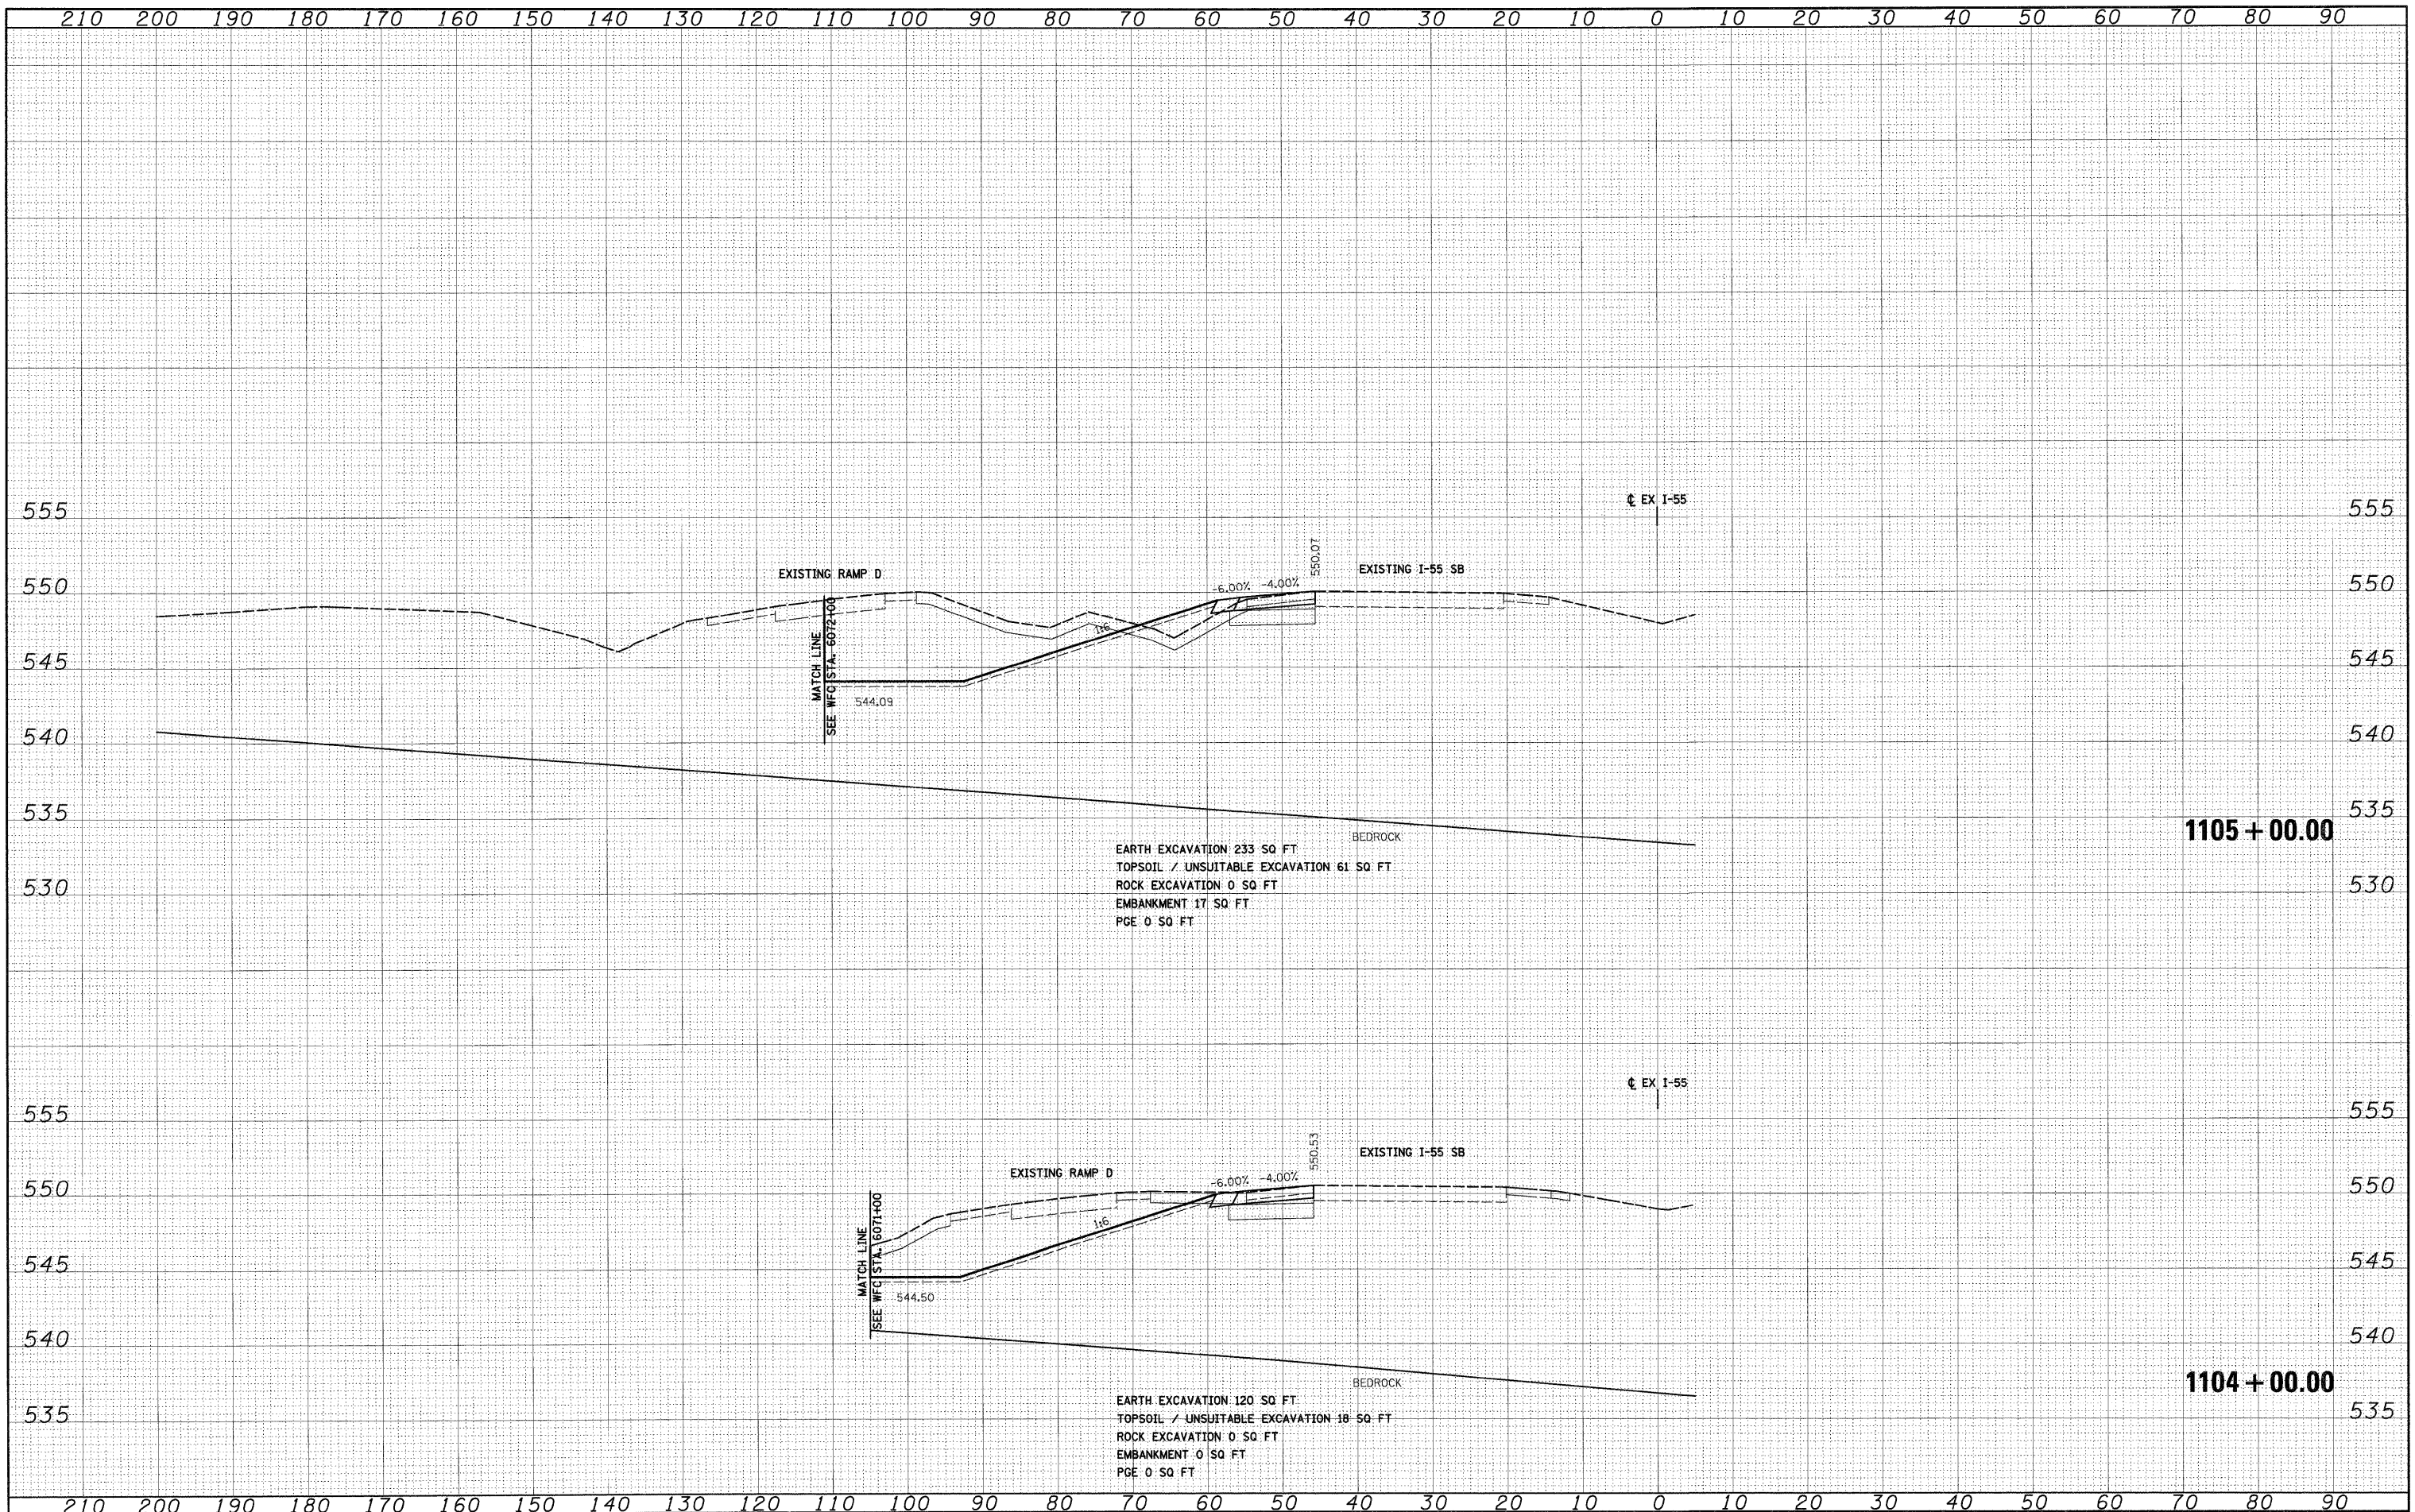 210 200 190 180 170 160 150 140 130 120 110 100 90 80 70 60 50 40 30 20 10 0 10 20 30 40 50 60 70 80 90
℄ EX I-55
555 555
550.07
EXISTING RAMP D
EXISTING I-55 SB
-6.00% -4.00%
550 550
1:6
MATCH LINE
SEE WFC STA. 6072+00
545 545
544.09
540 540
535 535
BEDROCK
1105 + 00.00
EARTH EXCAVATION 233 SQ FT
TOPSOIL / UNSUITABLE EXCAVATION 61 SQ FT
ROCK EXCAVATION 0 SQ FT
EMBANKMENT 17 SQ FT
PGE 0 SQ FT
530 530
℄ EX I-55
555 555
550.53
EXISTING I-55 SB
EXISTING RAMP D
-6.00% -4.00%
550 550
1:6
MATCH LINE
SEE WFC STA. 6071+00
545 545
544.50
540 540
BEDROCK
1104 + 00.00
EARTH EXCAVATION 120 SQ FT
TOPSOIL / UNSUITABLE EXCAVATION 18 SQ FT
ROCK EXCAVATION 0 SQ FT
EMBANKMENT 0 SQ FT
PGE 0 SQ FT
535 535
210 200 190 180 170 160 150 140 130 120 110 100 90 80 70 60 50 40 30 20 10 0 10 20 30 40 50 60 70 80 90